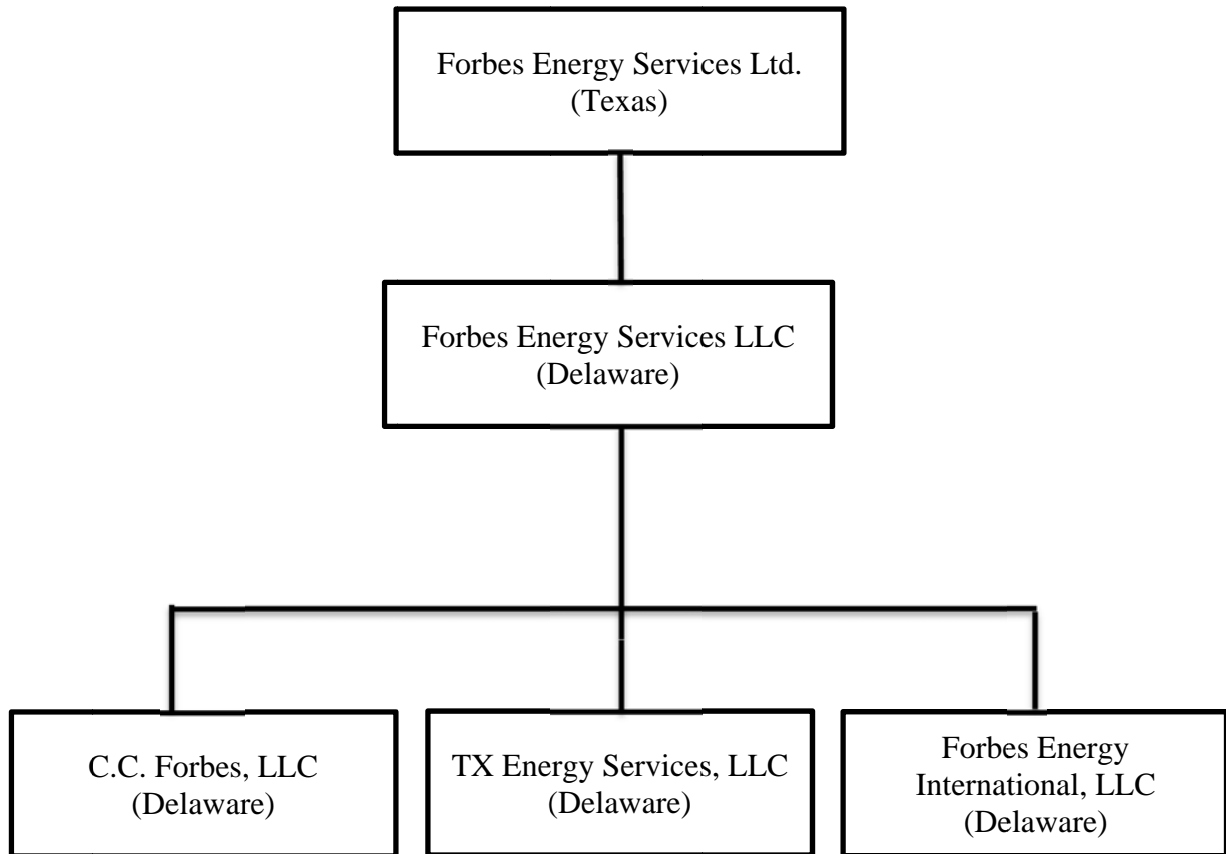 Forbes Energy Services Ltd.
(Texas)
Forbes Energy Services LLC
(Delaware)
C.C. Forbes, LLC
(Delaware)
TX Energy Services, LLC
(Delaware)
Forbes Energy
International, LLC
(Delaware)